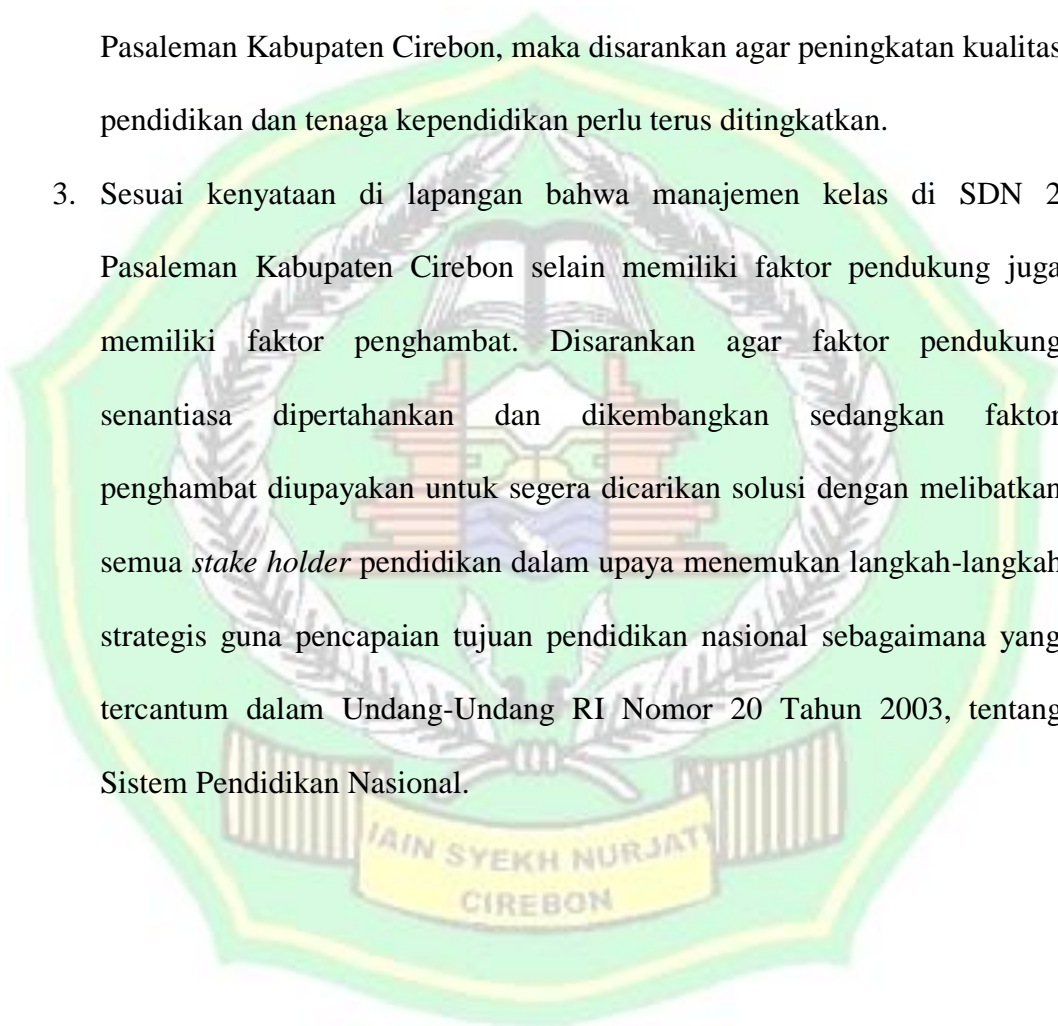 Pasaleman Kabupaten Cirebon, maka disarankan agar peningkatan kualitas
pendidikan dan tenaga kependidikan perlu terus ditingkatkan.
3. Sesuai kenyataan di lapangan bahwa manajemen kelas di SDN 2
Pasaleman Kabupaten Cirebon selain memiliki faktor pendukung juga
memiliki faktor penghambat. Disarankan agar faktor pendukung
senantiasa dipertahankan dan dikembangkan sedangkan faktor
penghambat diupayakan untuk segera dicarikan solusi dengan melibatkan
semua stake holder pendidikan dalam upaya menemukan langkah-langkah
strategis guna pencapaian tujuan pendidikan nasional sebagaimana yang
tercantum dalam Undang-Undang RI Nomor 20 Tahun 2003, tentang
Sistem Pendidikan Nasional.
IAIN SYEKH NURJATI
CIREBON